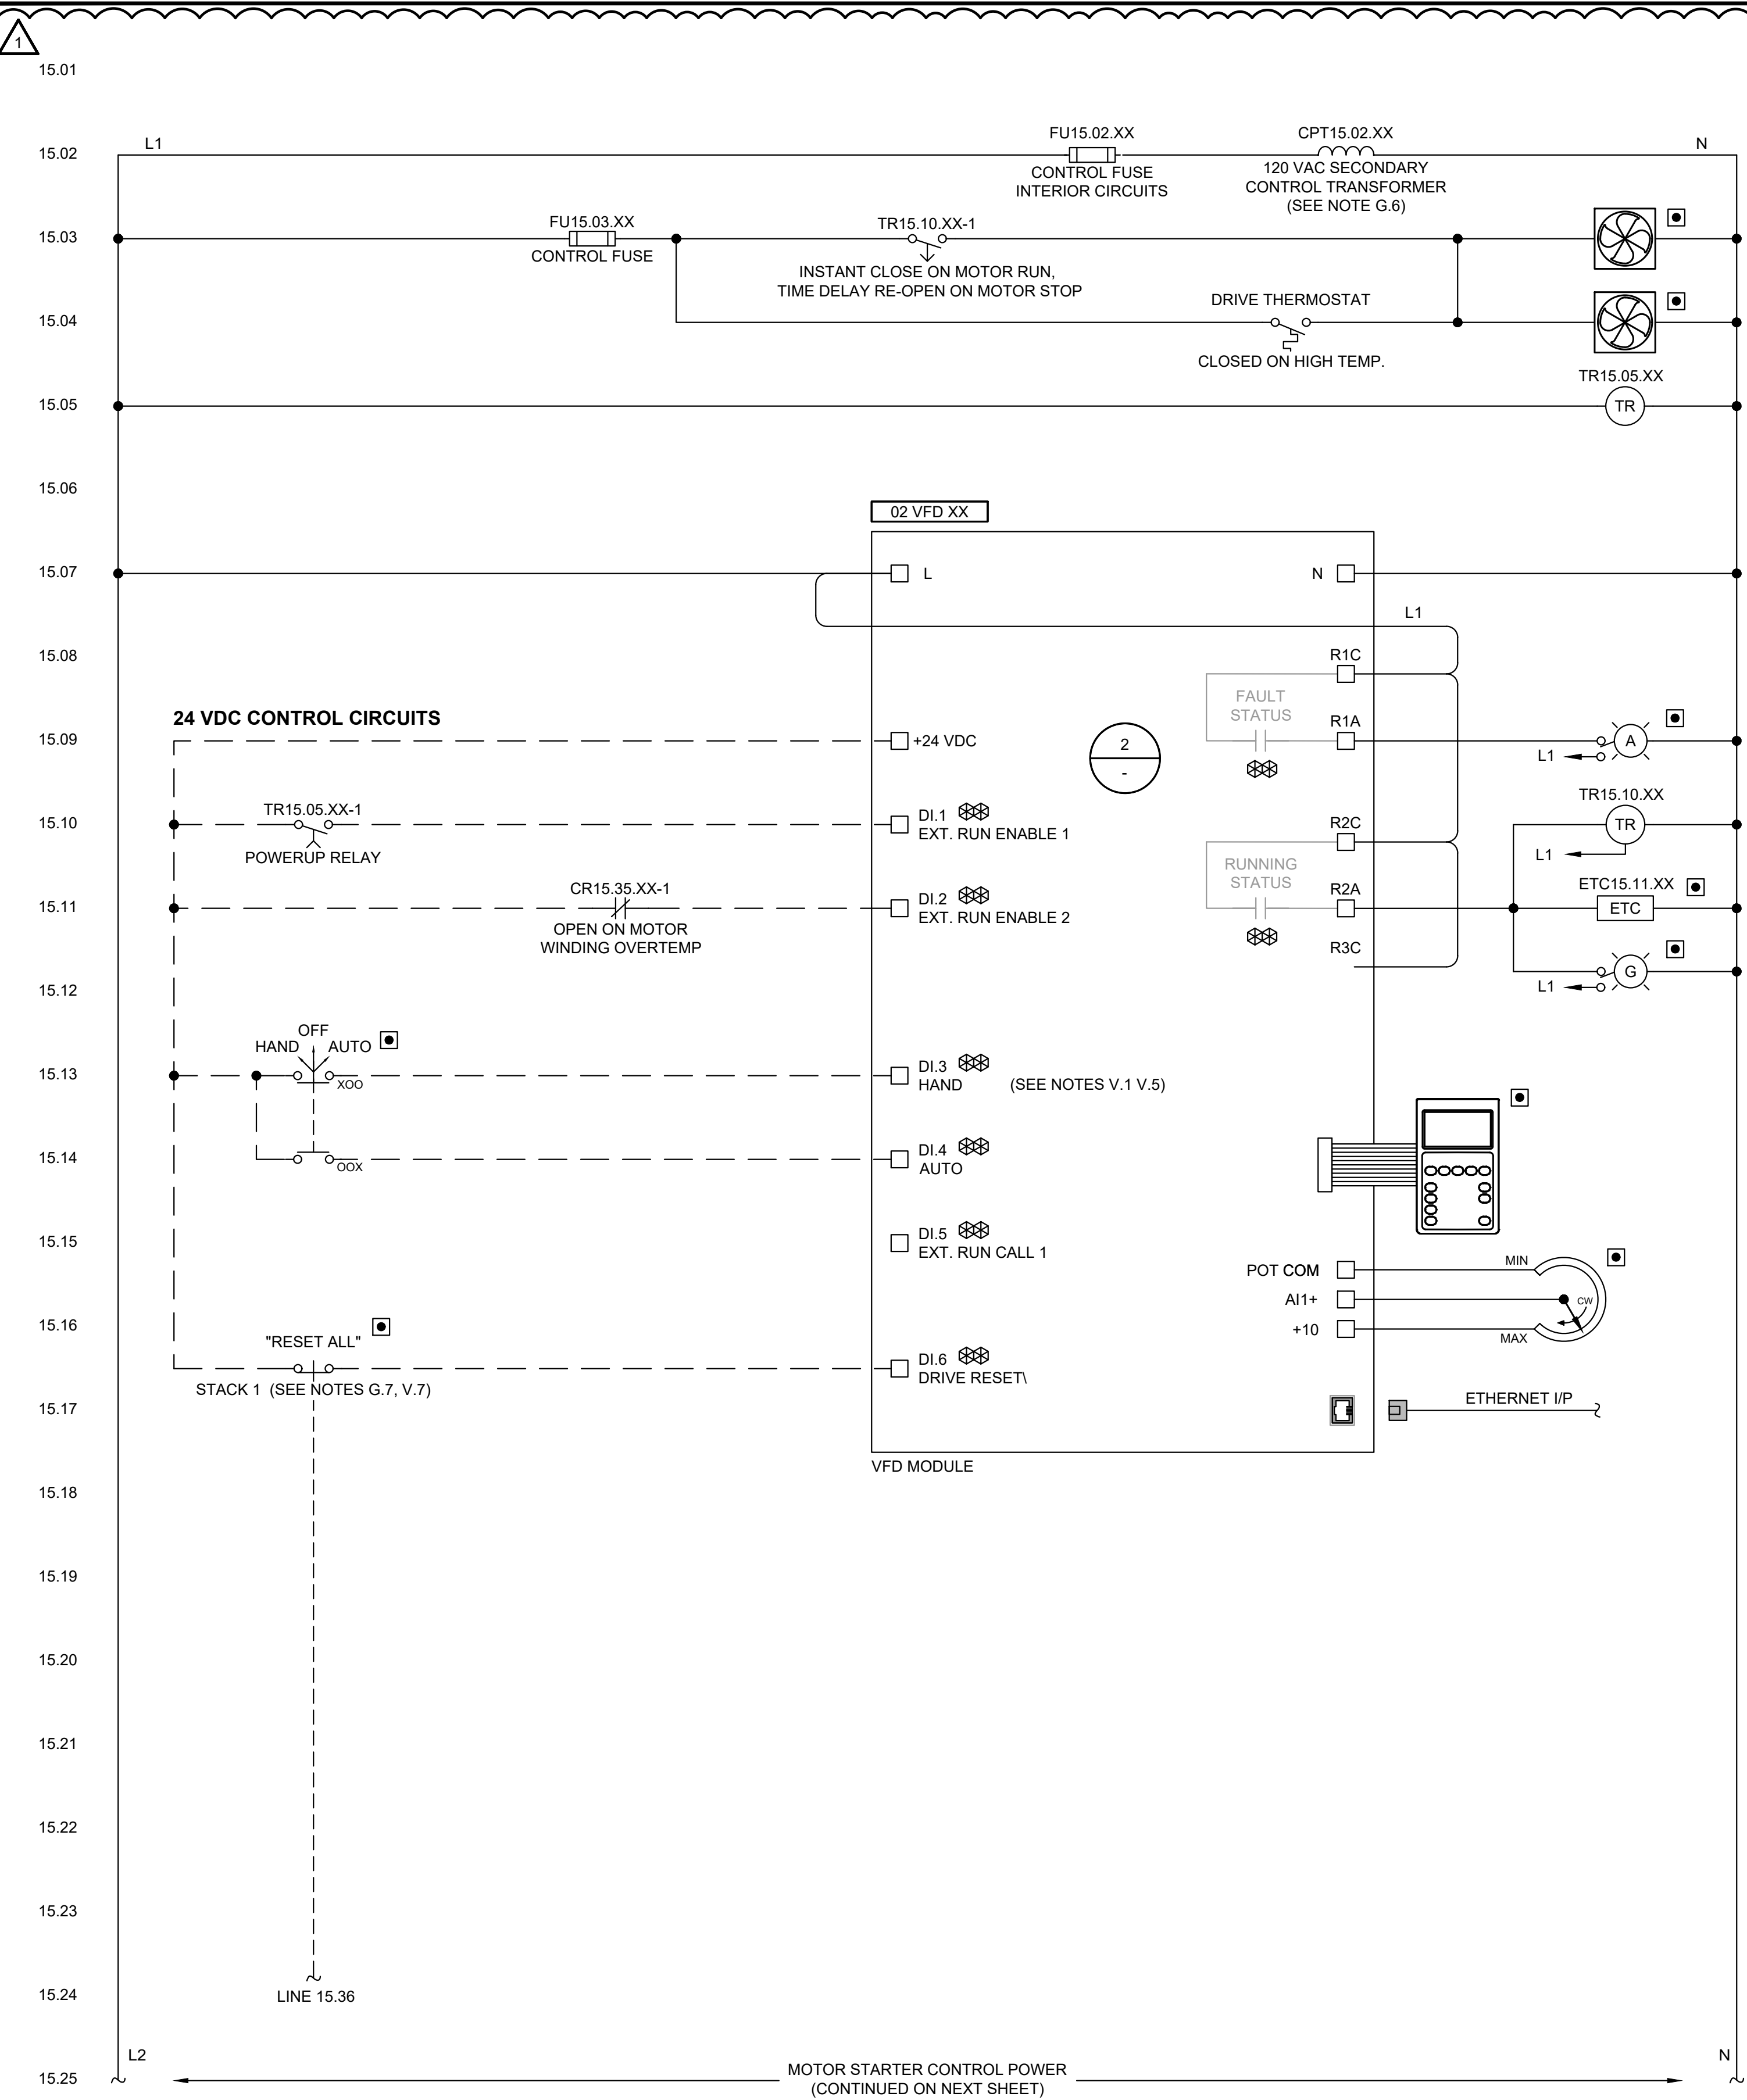 1
15.01
FU15.02.XX
CPT15.02.XX
15.02
L1
N
CONTROL FUSE
INTERIOR CIRCUITS
120 VAC SECONDARY
CONTROL TRANSFORMER
(SEE NOTE G.6)
FU15.03.XX
TR15.10.XX-1
15.03
CONTROL FUSE
INSTANT CLOSE ON MOTOR RUN,
TIME DELAY RE-OPEN ON MOTOR STOP
DRIVE THERMOSTAT
15.04
CLOSED ON HIGH TEMP.
TR15.05.XX
15.05
TR
15.06
02 VFD XX
15.07
L
N
L1
15.08
R1C
FAULT
STATUS
24 VDC CONTROL CIRCUITS
R1A
15.09
+24 VDC
2
-
A
L1
TR15.05.XX-1
TR15.10.XX
15.10
DI.1
EXT. RUN ENABLE 1
R2C
TR
POWERUP RELAY
L1
RUNNING
STATUS
CR15.35.XX-1
ETC15.11.XX
15.11
DI.2
EXT. RUN ENABLE 2
R2A
ETC
OPEN ON MOTOR
WINDING OVERTEMP
R3C
G
L1
15.12
OFF
HAND
AUTO
15.13
XOO
DI.3
HAND
(SEE NOTES V.1 V.5)
15.14
OOX
DI.4
AUTO
15.15
DI.5
EXT. RUN CALL 1
POT COM
MIN
AI1+
CW
15.16
+10
MAX
"RESET ALL"
DI.6
DRIVE RESET\
STACK 1 (SEE NOTES G.7, V.7)
15.17
ETHERNET I/P
VFD MODULE
15.18
15.19
15.20
15.21
15.22
15.23
15.24
LINE 15.36
L2
N
15.25
MOTOR STARTER CONTROL POWER
(CONTINUED ON NEXT SHEET)